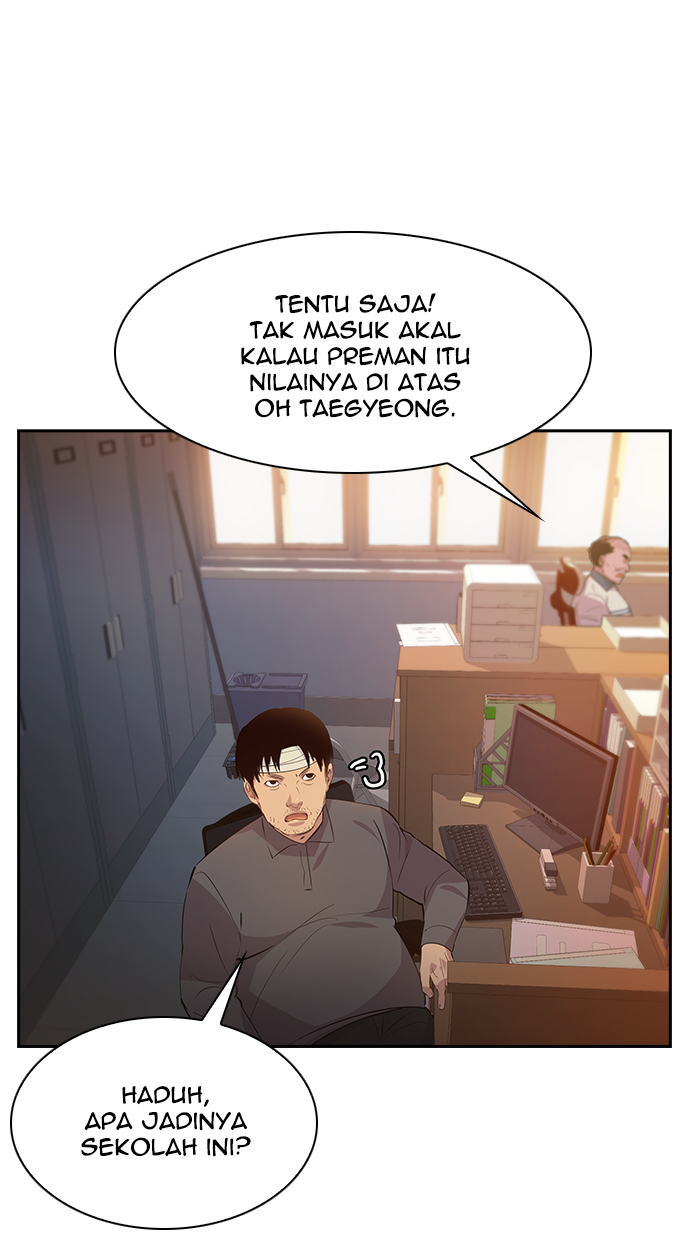 TENTU SAJA!
TAK MASUK AKAL
KALAU PREMAN ITU
NILAINYA DI ATAS
OH TAEGYEONG.
HADUH,
APA JADINYA
SEKOLAH INI?